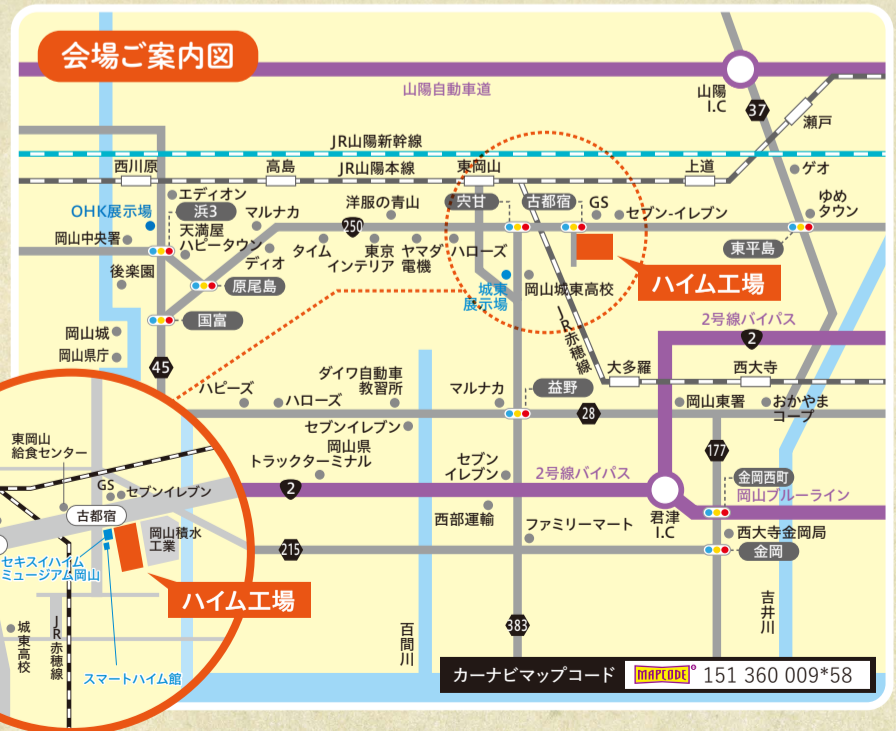 会場ご案内図
山陽自動車道
山陽
I.C
37
瀬戸
JR山陽新幹線
西川原
高島
JR山陽本線
東岡山
上道
ゲオ
エディオン
OHK展示場
浜3
マルナカ
洋服の青山
宍甘
古都宿
GS
セブン-イレブン
ゆめ
タウン
岡山中央署
天満屋
ハピータウン
250
東平島
ディオ
タイム
東京
インテリア
ヤマダ
電機
ハローズ
後楽園
原尾島
城東
展示場
岡山城東高校
ハイム工場
国富
JR赤穂線
2号線バイパス
2
岡山城
岡山県庁
45
大多羅
西大寺
ハピーズ
ハローズ
ダイワ自動車
教習所
マルナカ
益野
28
岡山東署
おかやま
コープ
セブンイレブン
177
東岡山
給食センター
岡山県
トラックターミナル
セブン
イレブン
2号線バイパス
金岡西町
岡山ブルーライン
GS
セブンイレブン
2
古都宿
西部運輸
ファミリーマート
君津
I.C
西大寺金岡局
金岡
岡山積水
工業
215
セキスイハイム
ミュージアム岡山
ハイム工場
城東高校
JR赤穂線
スマートハイム館
百間川
383
吉井川
カーナビマップコード
MAPCODE
151 360 009*58